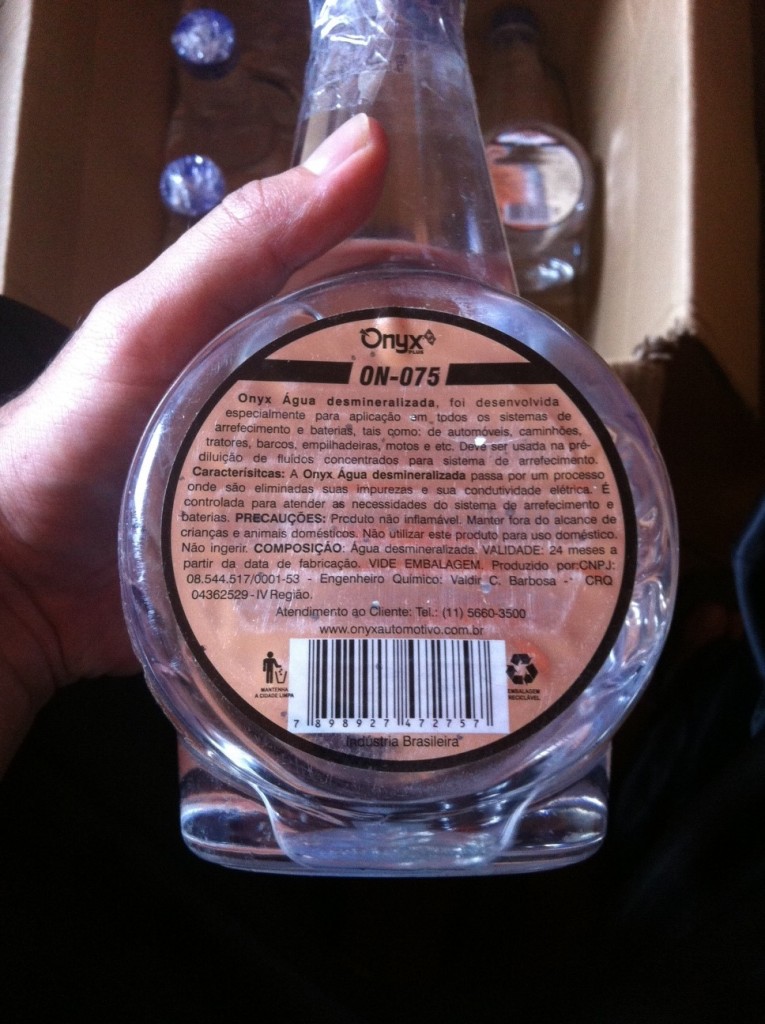 Onyx
PLUS
ON-075
Onyx Água desmineralizada, foi desenvolvida
especialmente para aplicação em todos os sistemas de
arrefecimento e baterias, tais como: de automóveis, caminhões,
tratores, barcos, empilhadeiras, motos e etc. Deve ser usada na pré-
diluição de fluídos concentrados para sistema de arrefecimento.
Caracterísitcas: A Onyx Água desmineralizada passa por um processo
onde são eliminadas suas impurezas e sua condutividade elétrica. É
controlada para atender as necessidades do sistema de arrefecimento e
baterias. PRECAUÇÕES: Produto não inflamável. Manter fora do alcance de
crianças e animais domésticos. Não utilizar este produto para uso doméstico.
Não ingerir. COMPOSIÇÃO: Água desmineralizada. VALIDADE: 24 meses a
partir da data de fabricação. VIDE EMBALAGEM. Produzido por:CNPJ:
08.544.517/0001-53 - Engenheiro Químico: Valdir C. Barbosa - CRQ
04362529 - IV Região.
Atendimento ao Cliente: Tel.: (11) 5660-3500
www.onyxautomotivo.com.br
MANTENHA
A CIDADE LIMPA
EMBALAGEM
RECICLÁVEL
7 898927 472757
Indústria Brasileira